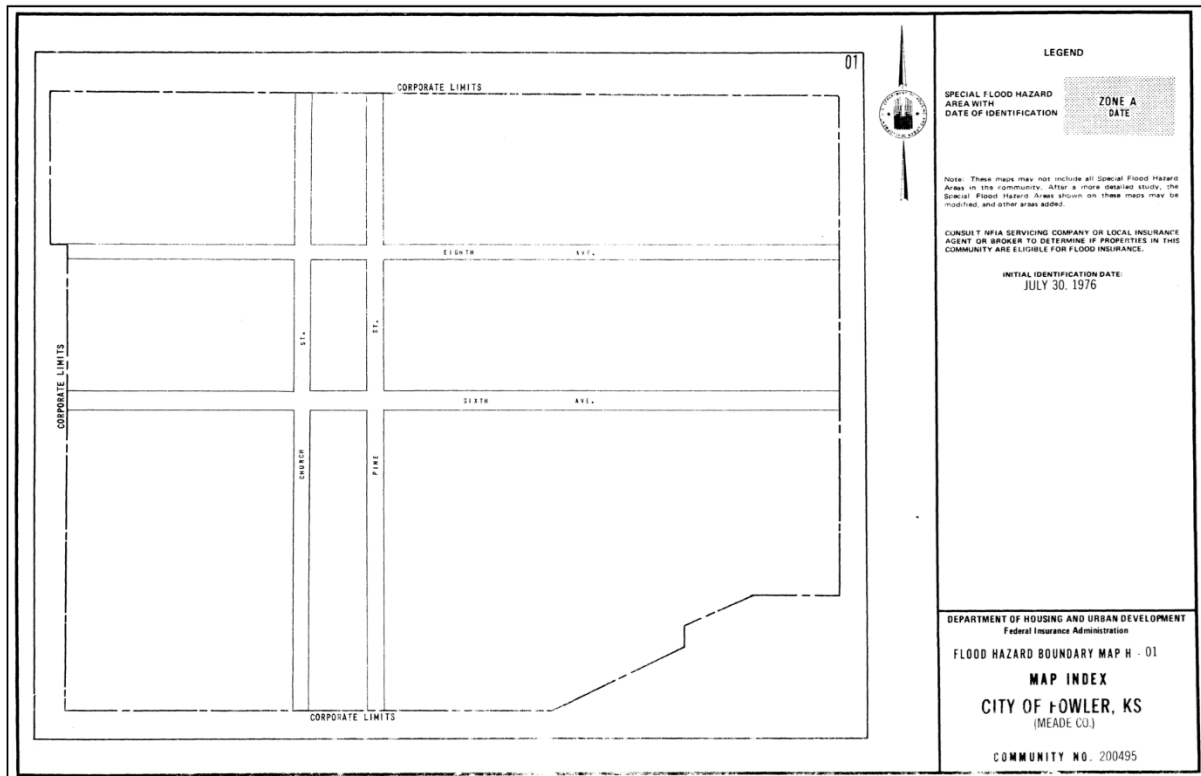 01
CORPORATE LIMITS
EIGHTH AVE.
ST.
ST.
CORPORATE LIMITS
SIXTH AVE.
CHURCH
PINE
CORPORATE LIMITS
LEGEND
SPECIAL FLOOD HAZARD
AREA WITH
DATE OF IDENTIFICATION
ZONE A
DATE
Note: These maps may not include all Special Flood Hazard
Areas in the community. After a more detailed study, the
Special Flood Hazard Areas shown on these maps may be
modified, and other areas added.
CONSULT NFIA SERVICING COMPANY OR LOCAL INSURANCE
AGENT OR BROKER TO DETERMINE IF PROPERTIES IN THIS
COMMUNITY ARE ELIGIBLE FOR FLOOD INSURANCE.
INITIAL IDENTIFICATION DATE:
JULY 30, 1976
DEPARTMENT OF HOUSING AND URBAN DEVELOPMENT
Federal Insurance Administration
FLOOD HAZARD BOUNDARY MAP H - 01
MAP INDEX
CITY OF FOWLER, KS
(MEADE CO.)
COMMUNITY NO. 200495